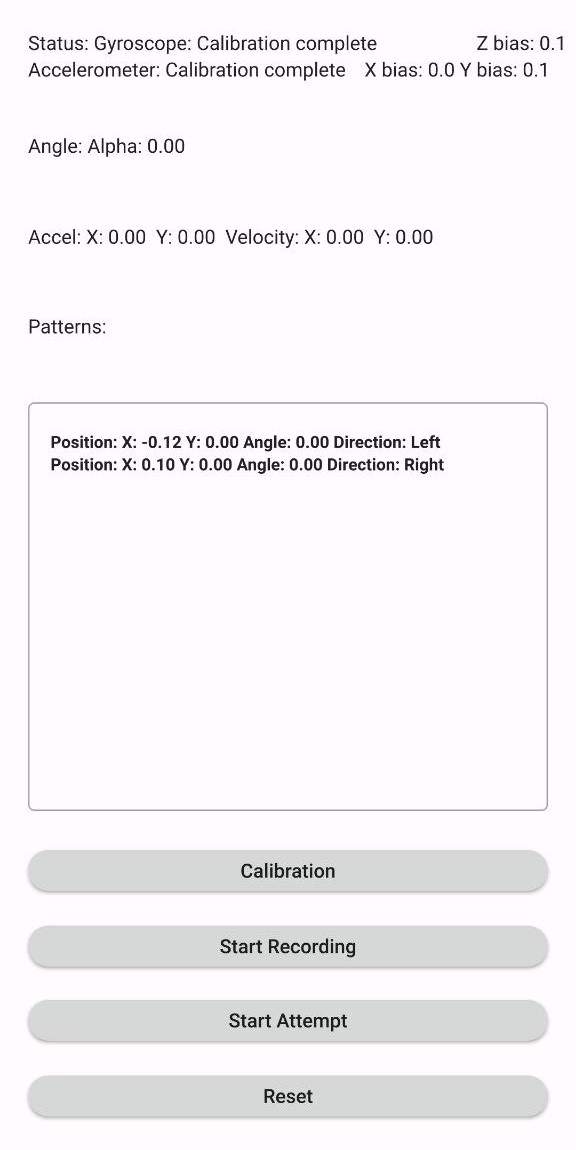 Status: Gyroscope: Calibration complete Z bias: 0.1
Accelerometer: Calibration complete X bias: 0.0 Y bias: 0.1
Angle: Alpha: 0.00
Accel: X: 0.00 Y: 0.00 Velocity: X: 0.00 Y: 0.00
Patterns:
Position: X: -0.12 Y: 0.00 Angle: 0.00 Direction: Left
Position: X: 0.10 Y: 0.00 Angle: 0.00 Direction: Right
Calibration
Start Recording
Start Attempt
Reset